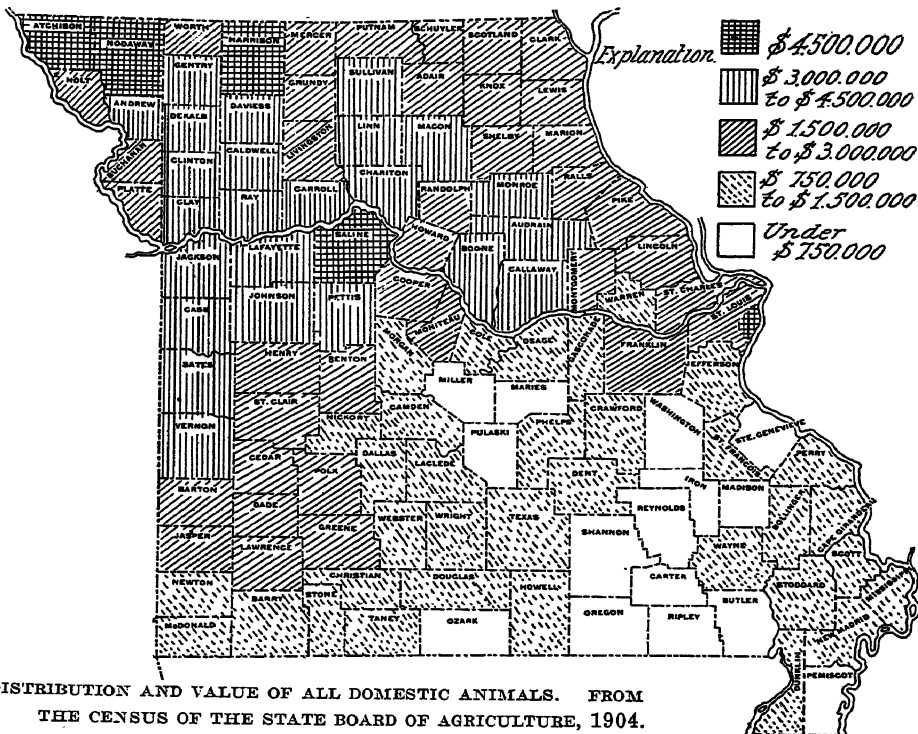 Explanation.
$4.500.000
$ 3.000.000
to $4.500.000
$ 1.500.000
to $3.000.000
$ 750.000
to $1.500.000
Under
$ 750.000
ATCHISON
NODAWAY
WORTH
HARRISON
MERCER
PUTNAM
SCHUYLER
SCOTLAND
CLARK
HOLT
GENTRY
GRUNDY
SULLIVAN
ADAIR
KNOX
LEWIS
ANDREW
DEKALB
DAVIESS
LIVINGSTON
LINN
MACON
SHELBY
MARION
BUCHANAN
CLINTON
CALDWELL
CHARITON
RALLS
PLATTE
CLAY
RAY
CARROLL
RANDOLPH
MONROE
PIKE
SALINE
HOWARD
BOONE
AUDRAIN
LINCOLN
JACKSON
LAFAYETTE
CALLAWAY
MONTGOMERY
WARREN
ST. CHARLES
ST. LOUIS
CASS
JOHNSON
PETTIS
COOPER
MONITEAU
COLE
OSAGE
GASCONADE
FRANKLIN
JEFFERSON
BATES
HENRY
BENTON
MORGAN
MILLER
MARIES
VERNON
ST. CLAIR
HICKORY
CAMDEN
PULASKI
PHELPS
CRAWFORD
WASHINGTON
ST. FRANCOIS
STE. GENEVIEVE
PERRY
CEDAR
POLK
DALLAS
LACLEDE
DENT
IRON
MADISON
BOLLINGER
CAPE GIRARDEAU
BARTON
DADE
GREENE
WEBSTER
WRIGHT
TEXAS
SHANNON
REYNOLDS
WAYNE
SCOTT
JASPER
LAWRENCE
NEWTON
CHRISTIAN
DOUGLAS
HOWELL
CARTER
STODDARD
MISSISSIPPI
BARRY
STONE
McDONALD
TANEY
OZARK
OREGON
RIPLEY
BUTLER
NEW MADRID
DUNKLIN
PEMISCOT
DISTRIBUTION AND VALUE OF ALL DOMESTIC ANIMALS. FROM
THE CENSUS OF THE STATE BOARD OF AGRICULTURE, 1904.